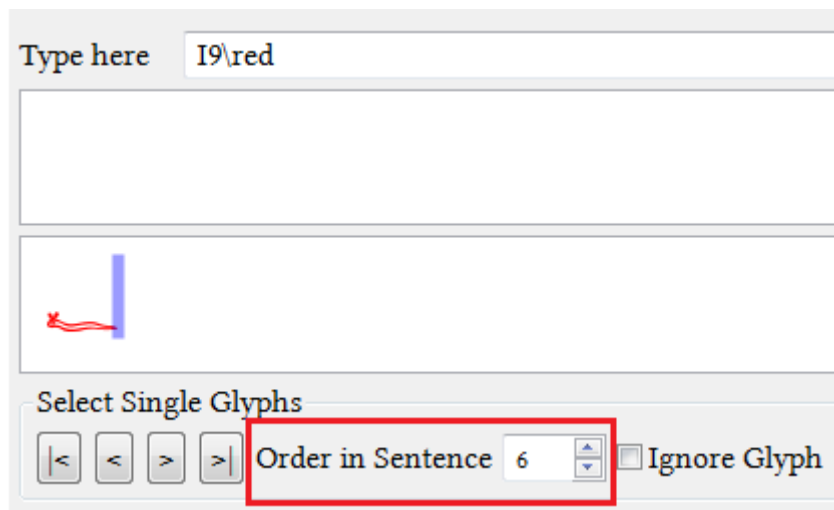 Type here I9\red
Select Single Glyphs
|< < > >| Order in Sentence 6 Ignore Glyph